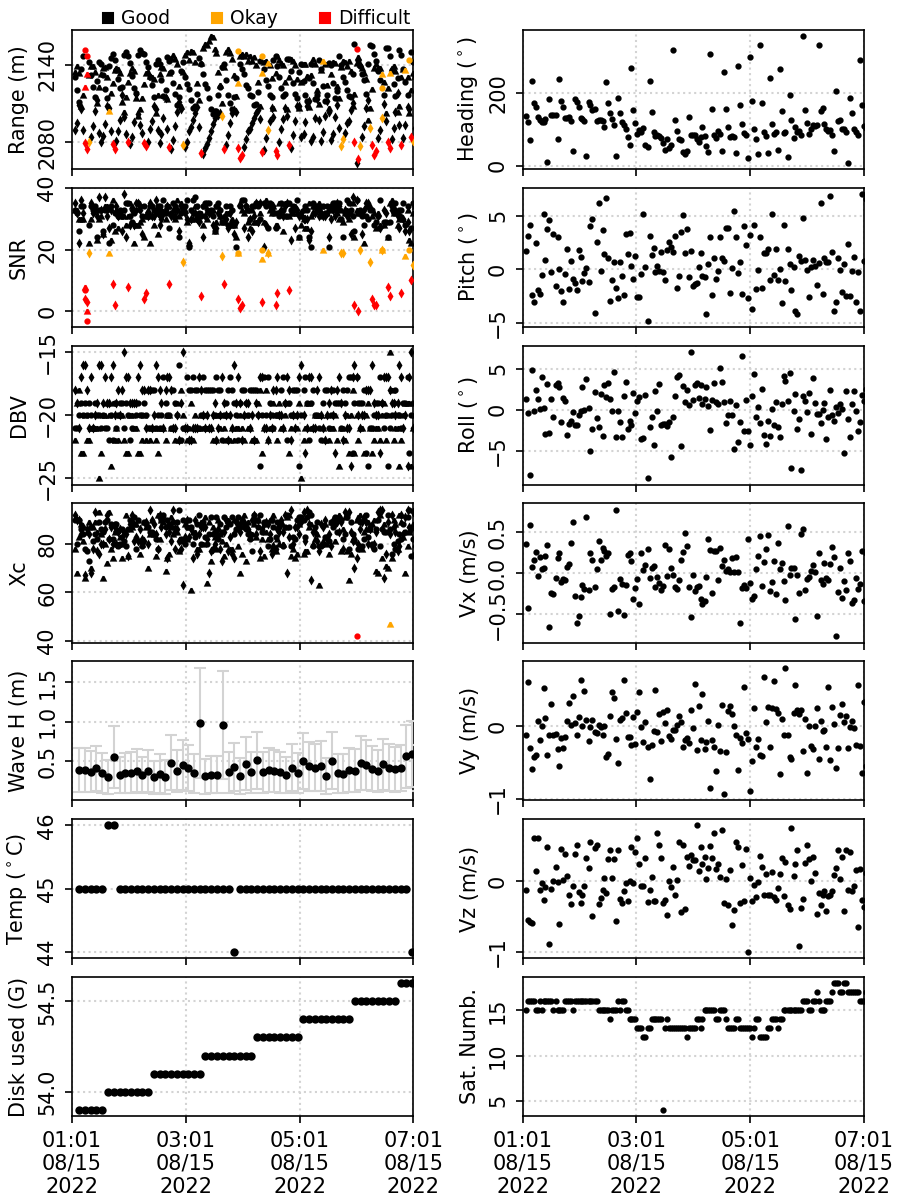 Good Okay Difficult
Range (m)
2140
2080
Heading (°)
200
0
SNR
40
20
0
Pitch (°)
5
0
−5
DBV
−15
−20
−25
Roll (°)
5
0
−5
Xc
80
60
40
Vx (m/s)
0.5
0.0
−0.5
Wave H (m)
1.5
1.0
0.5
Vy (m/s)
0
−1
Temp (°C)
46
45
44
Vz (m/s)
0
−1
Disk used (G)
54.5
54.0
Sat. Numb.
15
10
5
01:01 03:01 05:01 07:01
08/15 08/15 08/15 08/15
2022 2022 2022 2022
01:01 03:01 05:01 07:01
08/15 08/15 08/15 08/15
2022 2022 2022 2022